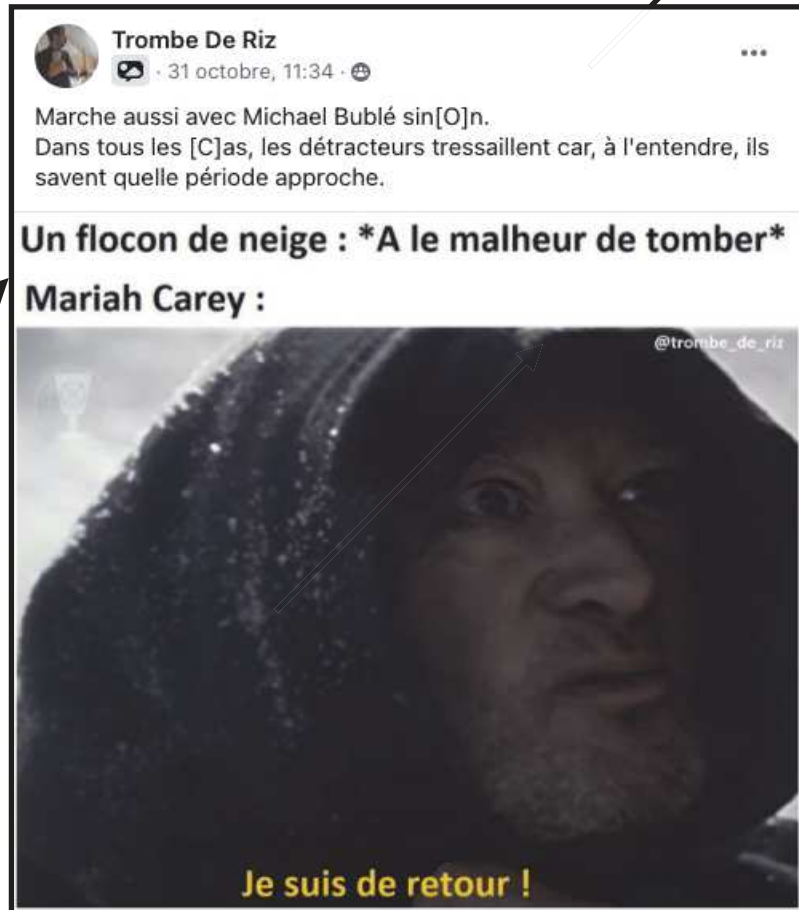 Trombe De Riz
· 31 octobre, 11:34 ·
Marche aussi avec Michael Bublé sin[O]n.
Dans tous les [C]as, les détracteurs tressaillent car, à l'entendre, ils
savent quelle période approche.
Un flocon de neige : *A le malheur de tomber*
Mariah Carey :
@trombe_de_riz
Je suis de retour !